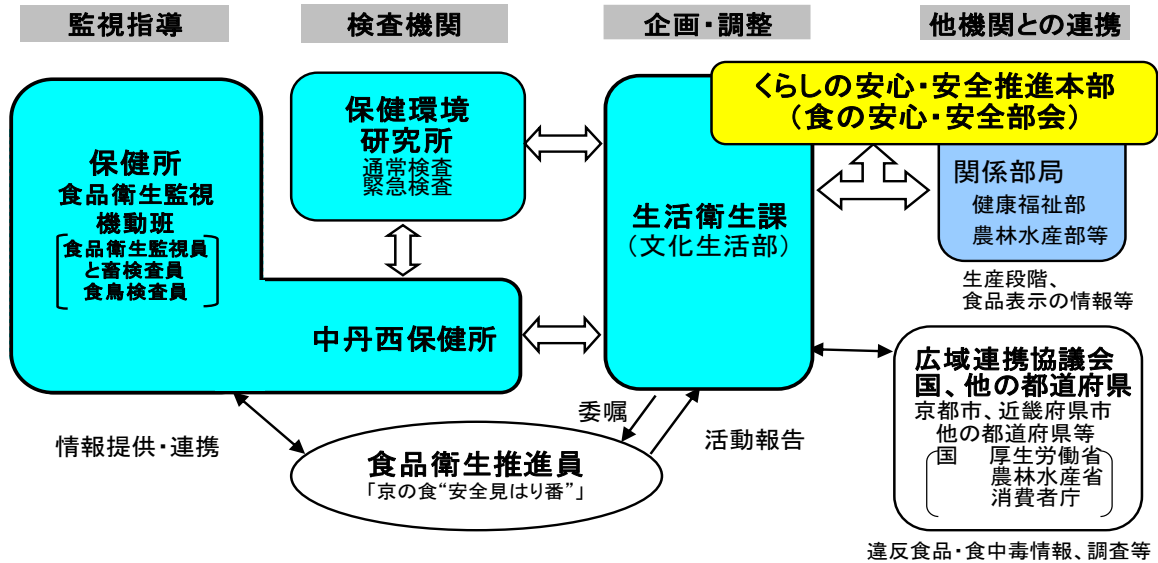 監視指導
検査機関
企画・調整
他機関との連携
保健所
食品衛生監視
機動班
食品衛生監視員
と畜検査員
食鳥検査員
中丹西保健所
保健環境
研究所
通常検査
緊急検査
生活衛生課
（文化生活部）
くらしの安心・安全推進本部
（食の安心・安全部会）
関係部局
健康福祉部
農林水産部等
生産段階、
食品表示の情報等
広域連携協議会
国、他の都道府県
京都市、近畿府県市
他の都道府県等
国 厚生労働省
農林水産省
消費者庁
違反食品・食中毒情報、調査等
情報提供・連携
委嘱
活動報告
食品衛生推進員
「京の食“安全見はり番”」